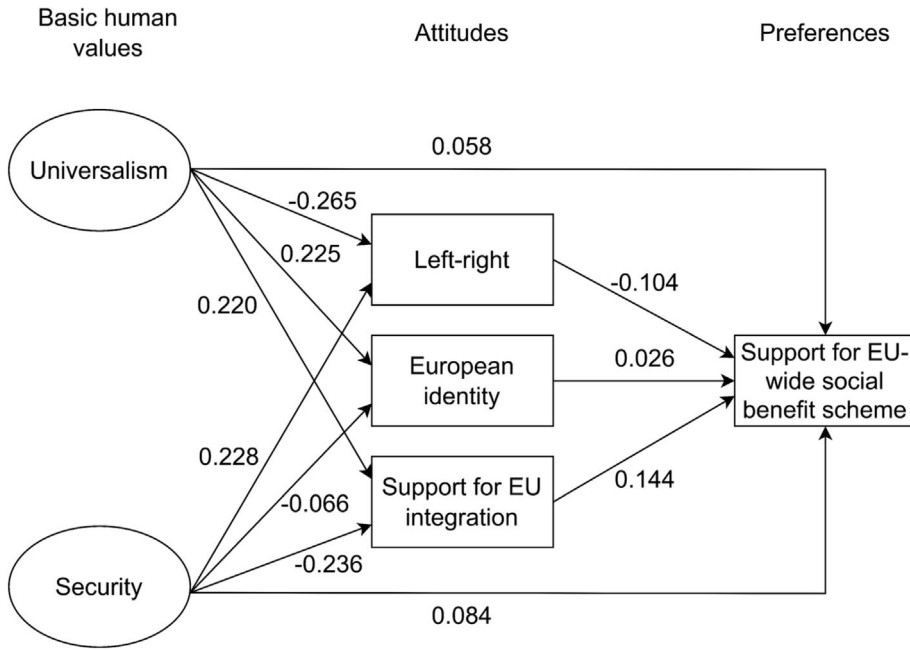 Basic human
values
Attitudes
Preferences
Universalism
0.058
-0.265
0.225
0.220
Left-right
-0.104
European
identity
0.026
Support for EU-
wide social
benefit scheme
0.228
-0.066
Support for EU
integration
0.144
-0.236
Security
0.084